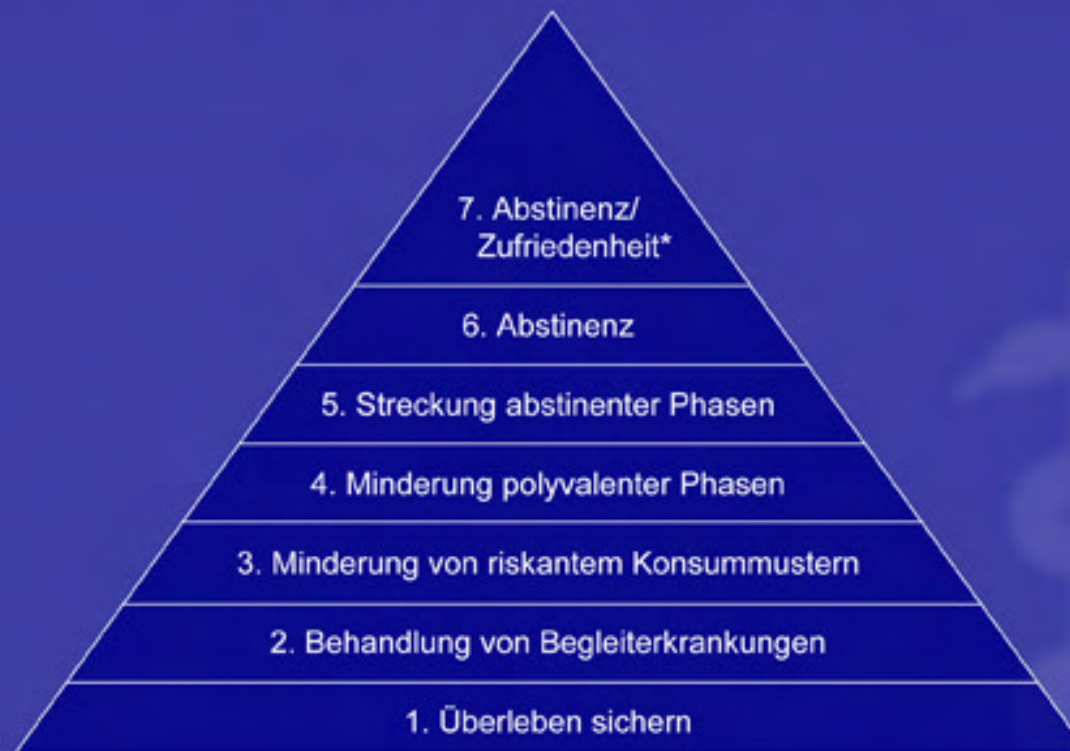 7. Abstinenz/
Zufriedenheit*
6. Abstinenz
5. Streckung abstinenter Phasen
4. Minderung polyvalenter Phasen
3. Minderung von riskantem Konsummustern
2. Behandlung von Begleiterkrankungen
1. Überleben sichern